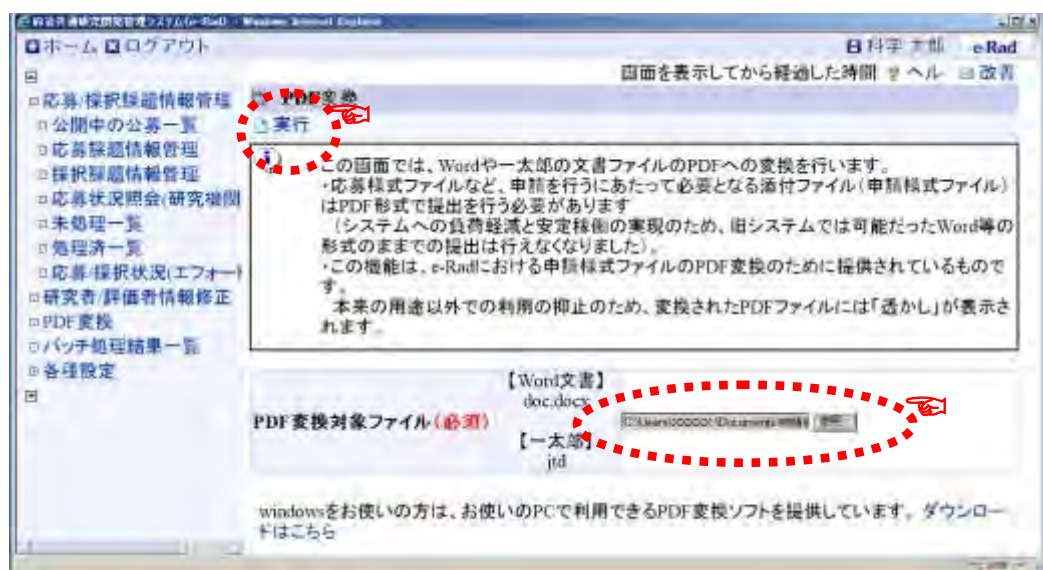 府省共通研究開発管理システム(e-Rad) - Windows Internet Explorer
ホーム ログアウト
科学 太郎 e-Rad
画面を表示してから経過した時間 ヘル 改善
応募/採択課題情報管理
公開中の公募一覧
応募課題情報管理
採択課題情報管理
応募状況照会(研究機関
未処理一覧
処理済一覧
応募/採択状況(エフォート
研究者/評価者情報修正
PDF変換
バッチ処理結果一覧
各種設定
PDF変換
実行
この画面では、Wordや一太郎の文書ファイルのPDFへの変換を行います。
・応募様式ファイルなど、申請を行うにあたって必要となる添付ファイル(申請様式ファイル)
はPDF形式で提出を行う必要があります
(システムへの負荷軽減と安定稼働の実現のため、旧システムでは可能だったWord等の
形式のままでの提出は行えなくなりました)。
・この機能は、e-Radにおける申請様式ファイルのPDF変換のために提供されているもので
す。
本来の用途以外での利用の抑止のため、変換されたPDFファイルには「透かし」が表示さ
れます。
PDF変換対象ファイル(必須)
【Word文書】
doc,docx
【一太郎】
jtd
参照...
windowsをお使いの方は、お使いのPCで利用できるPDF変換ソフトを提供しています。ダウンロー
ドはこちら